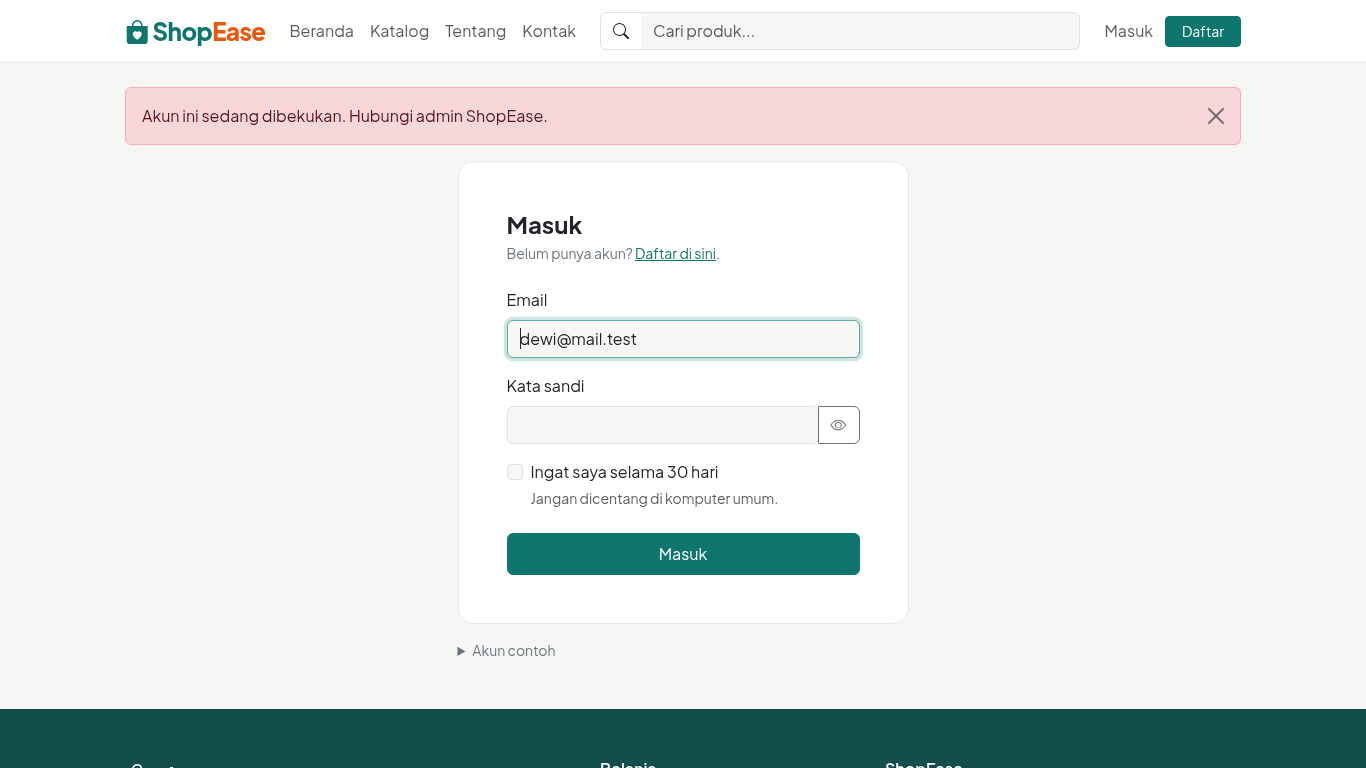 ShopEase Beranda Katalog Tentang Kontak Cari produk... Masuk Daftar
Akun ini sedang dibekukan. Hubungi admin ShopEase.
Masuk
Belum punya akun? Daftar di sini.
Email
dewi@mail.test
Kata sandi
Ingat saya selama 30 hari
Jangan dicentang di komputer umum.
Masuk
Akun contoh
Belanja ShopEase